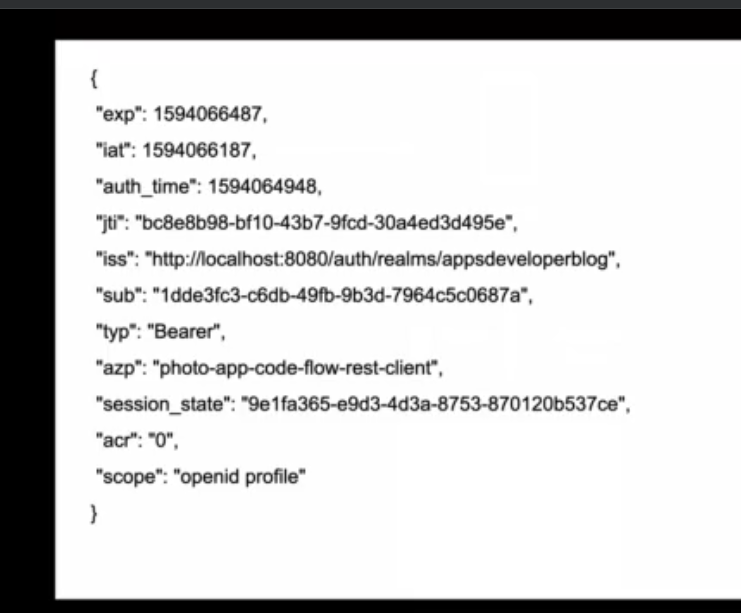 {
"exp": 1594066487,
"iat": 1594066187,
"auth_time": 1594064948,
"jti": "bc8e8b98-bf10-43b7-9fcd-30a4ed3d495e",
"iss": "http://localhost:8080/auth/realms/appsdeveloperblog",
"sub": "1dde3fc3-c6db-49fb-9b3d-7964c5c0687a",
"typ": "Bearer",
"azp": "photo-app-code-flow-rest-client",
"session_state": "9e1fa365-e9d3-4d3a-8753-870120b537ce",
"acr": "0",
"scope": "openid profile"
}